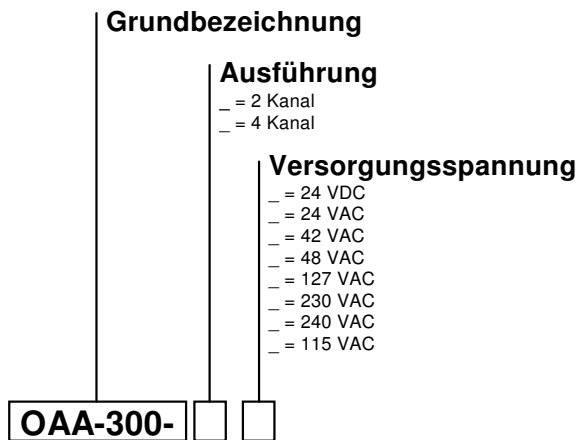 Grundbezeichnung
Ausführung
_ = 2 Kanal
_ = 4 Kanal
Versorgungsspannung
_ = 24 VDC
_ = 24 VAC
_ = 42 VAC
_ = 48 VAC
_ = 127 VAC
_ = 230 VAC
_ = 240 VAC
_ = 115 VAC
OAA-300-